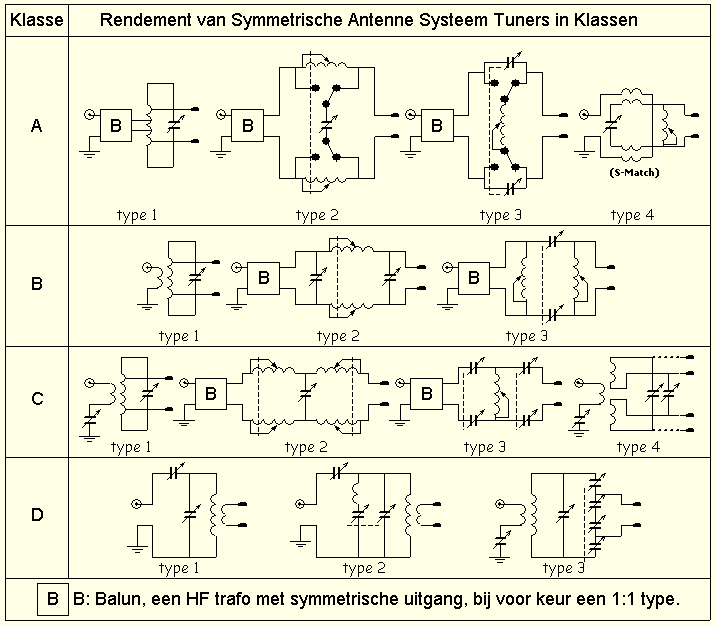 Klasse Rendement van Symmetrische Antenne Systeem Tuners in Klassen
A
B B B
(S-Match)
type 1 type 2 type 3 type 4
B
B B
type 1 type 2 type 3
C
B B
type 1 type 2 type 3 type 4
D
type 1 type 2 type 3
B B: Balun, een HF trafo met symmetrische uitgang, bij voor keur een 1:1 type.